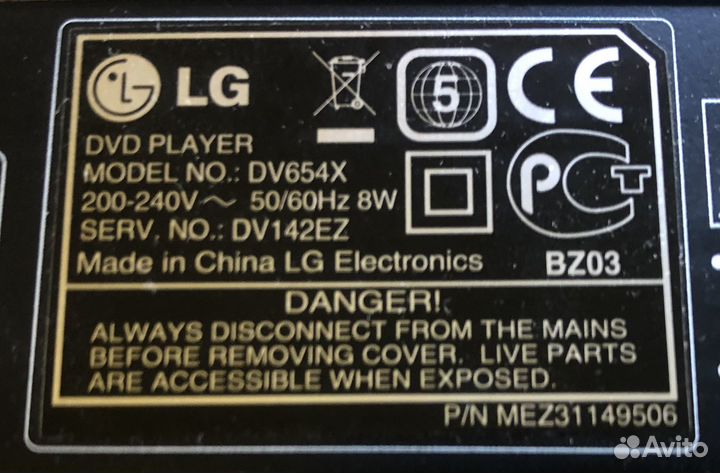 LG
5
CE
DVD PLAYER
MODEL NO.: DV654X
200-240V ~ 50/60Hz 8W
SERV. NO.: DV142EZ
PCT
Made in China LG Electronics BZ03
DANGER!
ALWAYS DISCONNECT FROM THE MAINS
BEFORE REMOVING COVER. LIVE PARTS
ARE ACCESSIBLE WHEN EXPOSED.
P/N MEZ31149506
Avito